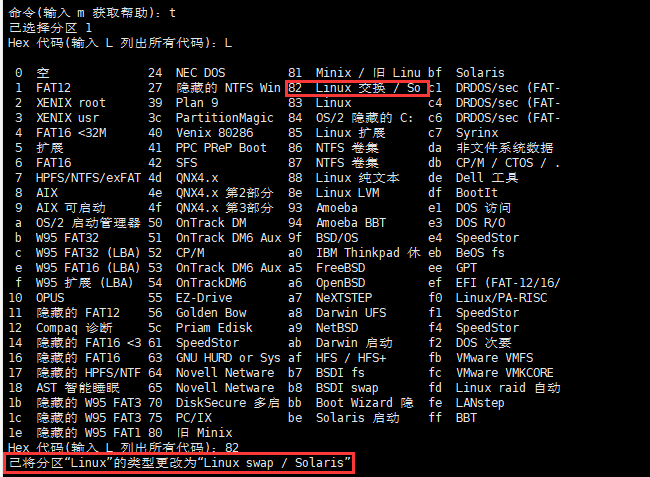 命令(输入 m 获取帮助)：t
已选择分区 1
Hex 代码(输入 L 列出所有代码)：L
0 空 24 NEC DOS 81 Minix / 旧 Linu bf Solaris
1 FAT12 27 隐藏的 NTFS Win 82 Linux 交换 / So c1 DRDOS/sec (FAT-
2 XENIX root 39 Plan 9 83 Linux c4 DRDOS/sec (FAT-
3 XENIX usr 3c PartitionMagic 84 OS/2 隐藏的 C: c6 DRDOS/sec (FAT-
4 FAT16 <32M 40 Venix 80286 85 Linux 扩展 c7 Syrinx
5 扩展 41 PPC PReP Boot 86 NTFS 卷集 da 非文件系统数据
6 FAT16 42 SFS 87 NTFS 卷集 db CP/M / CTOS / .
7 HPFS/NTFS/exFAT 4d QNX4.x 88 Linux 纯文本 de Dell 工具
8 AIX 4e QNX4.x 第2部分 8e Linux LVM df BootIt
9 AIX 可启动 4f QNX4.x 第3部分 93 Amoeba e1 DOS 访问
a OS/2 启动管理器 50 OnTrack DM 94 Amoeba BBT e3 DOS R/O
b W95 FAT32 51 OnTrack DM6 Aux 9f BSD/OS e4 SpeedStor
c W95 FAT32 (LBA) 52 CP/M a0 IBM Thinkpad 休 eb BeOS fs
e W95 FAT16 (LBA) 53 OnTrack DM6 Aux a5 FreeBSD ee GPT
f W95 扩展 (LBA) 54 OnTrackDM6 a6 OpenBSD ef EFI (FAT-12/16/
10 OPUS 55 EZ-Drive a7 NeXTSTEP f0 Linux/PA-RISC
11 隐藏的 FAT12 56 Golden Bow a8 Darwin UFS f1 SpeedStor
12 Compaq 诊断 5c Priam Edisk a9 NetBSD f4 SpeedStor
14 隐藏的 FAT16 <3 61 SpeedStor ab Darwin 启动 f2 DOS 次要
16 隐藏的 FAT16 63 GNU HURD or Sys af HFS / HFS+ fb VMware VMFS
17 隐藏的 HPFS/NTF 64 Novell Netware b7 BSDI fs fc VMware VMKCORE
18 AST 智能睡眠 65 Novell Netware b8 BSDI swap fd Linux raid 自动
1b 隐藏的 W95 FAT3 70 DiskSecure 多启 bb Boot Wizard 隐 fe LANstep
1c 隐藏的 W95 FAT3 75 PC/IX be Solaris 启动 ff BBT
1e 隐藏的 W95 FAT1 80 旧 Minix
Hex 代码(输入 L 列出所有代码)：82
已将分区“Linux”的类型更改为“Linux swap / Solaris”